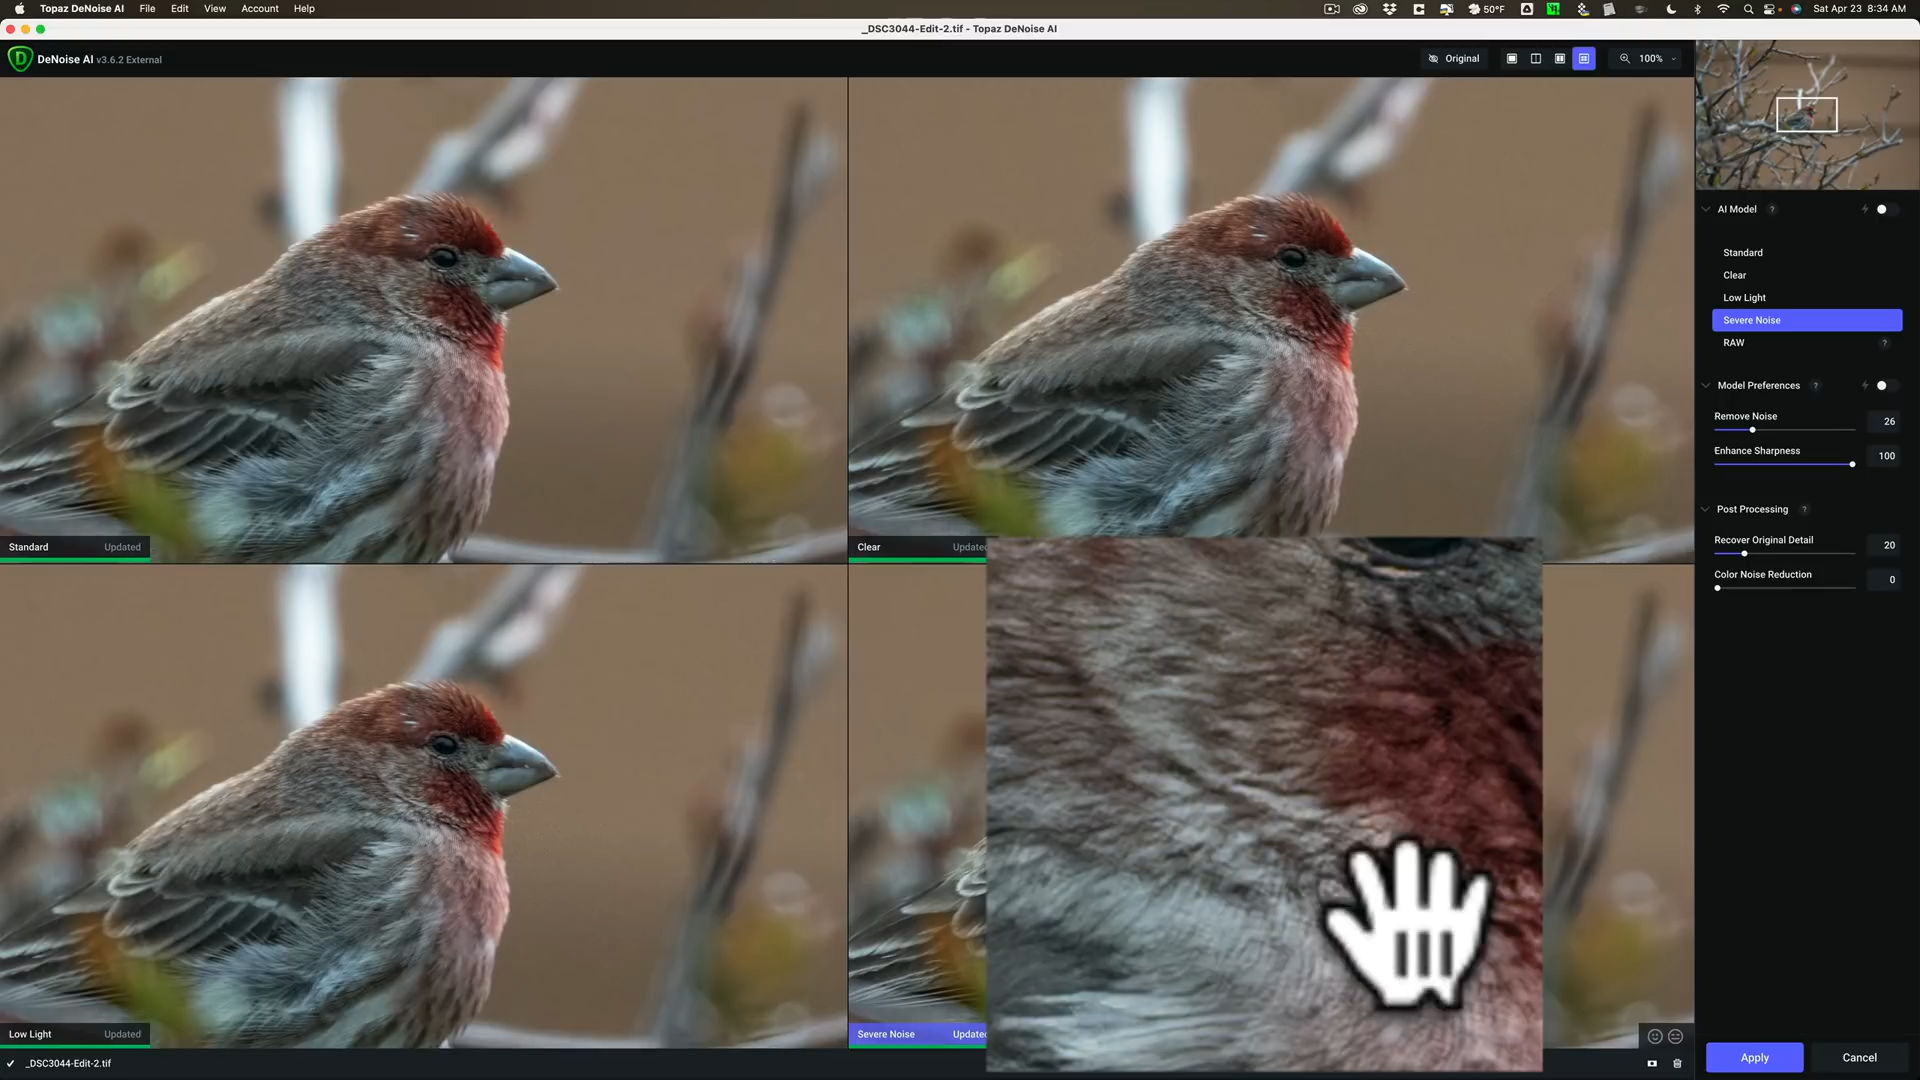 Topaz DeNoise AI File Edit View Account Help 50°F Sat Apr 23 8:34 AM
_DSC3044-Edit-2.tif - Topaz DeNoise AI
DeNoise AI v3.6.2 External Original 100%
AI Model ?
Standard
Clear
Low Light
Severe Noise
RAW ?
Model Preferences ?
Remove Noise 26
Enhance Sharpness 100
Post Processing ?
Recover Original Detail 20
Color Noise Reduction 0
Standard Updated
Clear Updated
Low Light Updated
Severe Noise Updated
_DSC3044-Edit-2.tif
Apply Cancel